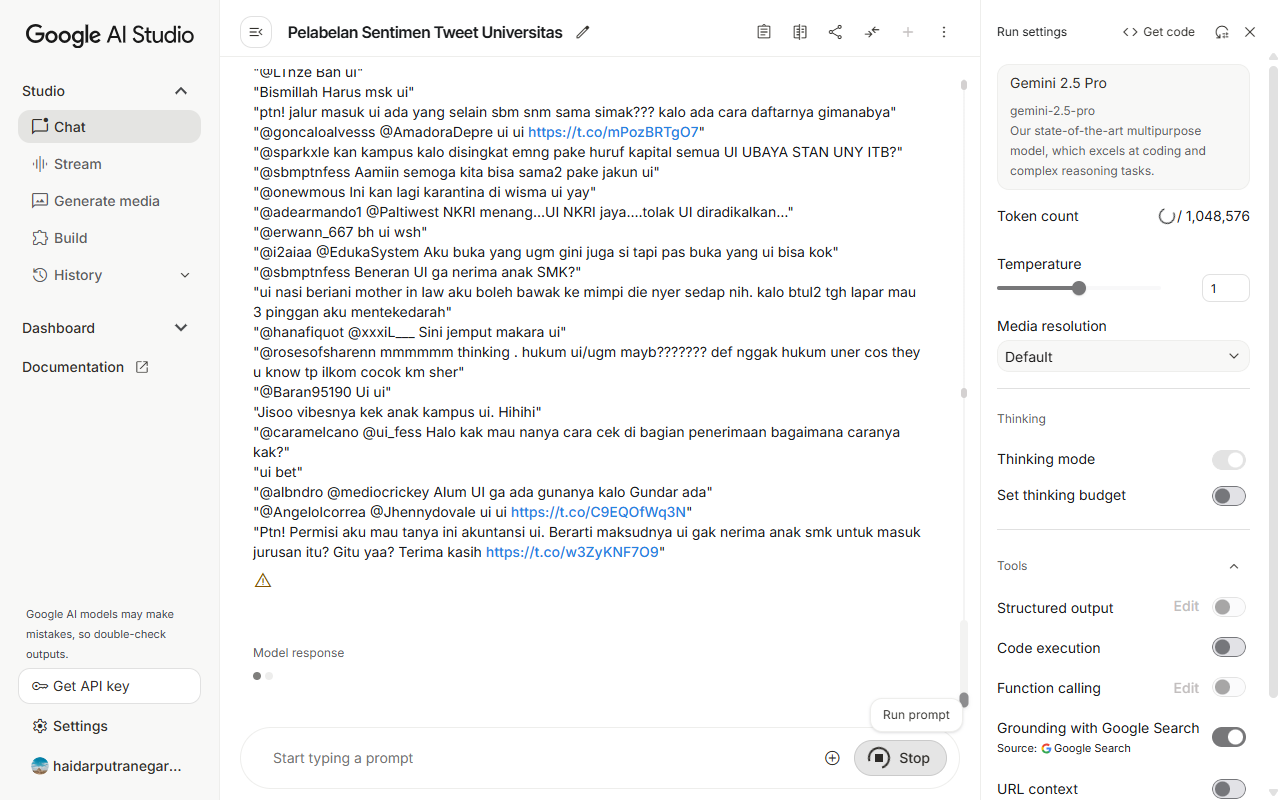 Google AI Studio
Studio
Chat
Stream
Generate media
Build
History
Dashboard
Documentation
Google AI models may make
mistakes, so double-check
outputs.
Get API key
Settings
haidarputranegar...
Pelabelan Sentimen Tweet Universitas
"@LTnze Bah ui"
"Bismillah Harus msk ui"
"ptn! jalur masuk ui ada yang selain sbm snm sama simak??? kalo ada cara daftarnya gimanabya"
"@goncaloalvesss @AmadoraDepre ui ui https://t.co/mPozBRTgO7"
"@sparkxle kan kampus kalo disingkat emng pake huruf kapital semua UI UBAYA STAN UNY ITB?"
"@sbmptnfess Aamiin semoga kita bisa sama2 pake jakun ui"
"@onewmous Ini kan lagi karantina di wisma ui yay"
"@adearmando1 @Paltiwest NKRI menang...UI NKRI jaya....tolak UI diradikalkan..."
"@erwann_667 bh ui wsh"
"@i2aiaa @EdukaSystem Aku buka yang ugm gini juga si tapi pas buka yang ui bisa kok"
"@sbmptnfess Beneran UI ga nerima anak SMK?"
"ui nasi beriani mother in law aku boleh bawak ke mimpi die nyer sedap nih. kalo btul2 tgh lapar mau
3 pinggan aku mentekedarah"
"@hanafiquot @xxxiL___ Sini jemput makara ui"
"@rosesofsharenn mmmmmm thinking . hukum ui/ugm mayb??????? def nggak hukum uner cos they
u know tp ilkom cocok km sher"
"@Baran95190 Ui ui"
"Jisoo vibesnya kek anak kampus ui. Hihihi"
"@caramelcano @ui_fess Halo kak mau nanya cara cek di bagian penerimaan bagaimana caranya
kak?"
"ui bet"
"@albndro @mediocrickey Alum UI ga ada gunanya kalo Gundar ada"
"@AngeloIcorrea @Jhennydovale ui ui https://t.co/C9EQOfWq3N"
"Ptn! Permisi aku mau tanya ini akuntansi ui. Berarti maksudnya ui gak nerima anak smk untuk masuk
jurusan itu? Gitu yaa? Terima kasih https://t.co/w3ZyKNF7O9"
Model response
Run prompt
Start typing a prompt
Stop
Run settings
Get code
Gemini 2.5 Pro
gemini-2.5-pro
Our state-of-the-art multipurpose
model, which excels at coding and
complex reasoning tasks.
Token count
/ 1,048,576
Temperature
1
Media resolution
Default
Thinking
Thinking mode
Set thinking budget
Tools
Structured output
Edit
Code execution
Function calling
Edit
Grounding with Google Search
Source: Google Search
URL context